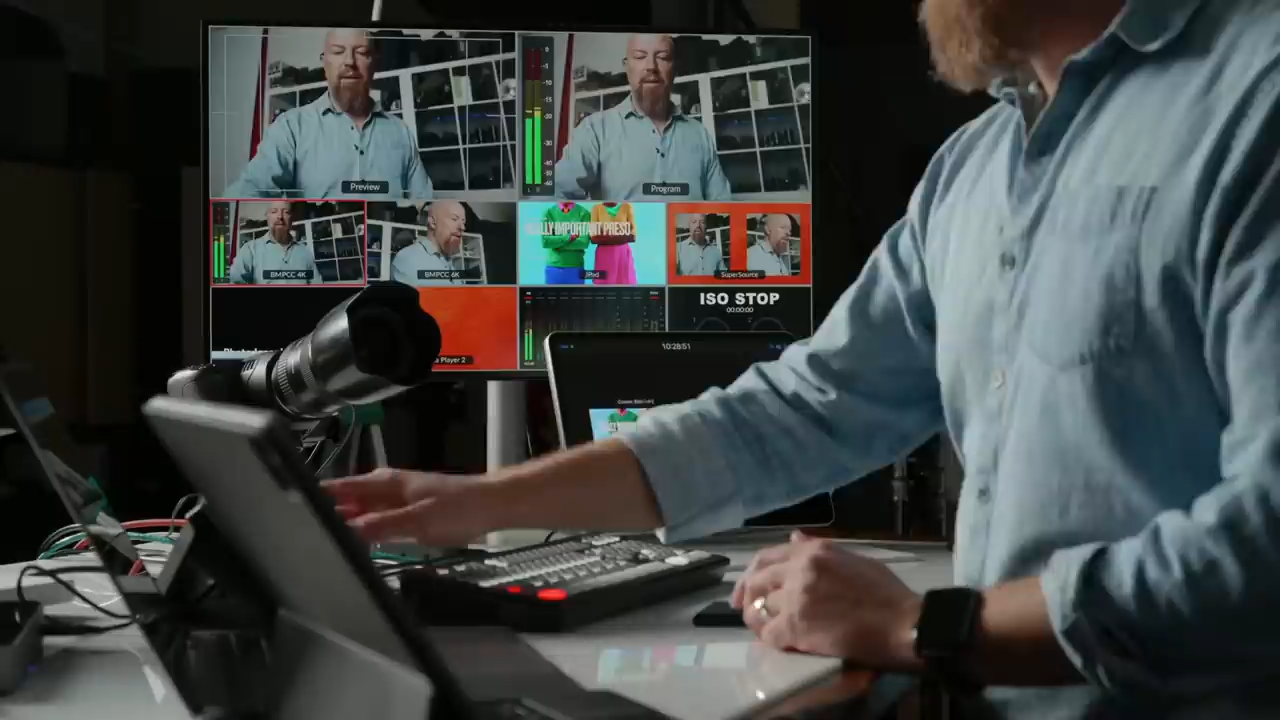 Preview
Program
BMPCC 4K
BMPCC 6K
REALLY IMPORTANT PRESO
SuperSource
Player 2
ISO STOP
00:00:00
10:28:51